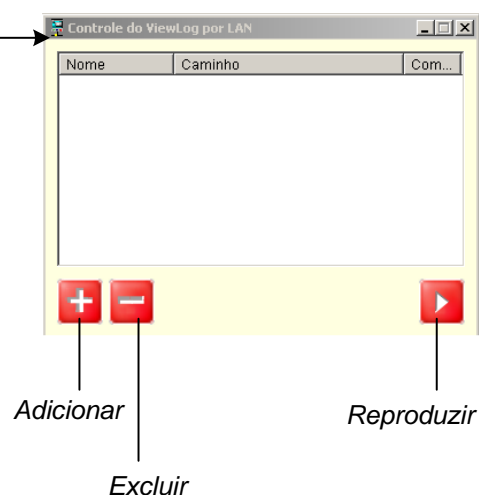 Controle do ViewLog por LAN
Nome Caminho Com...
Adicionar
Reproduzir
Excluir